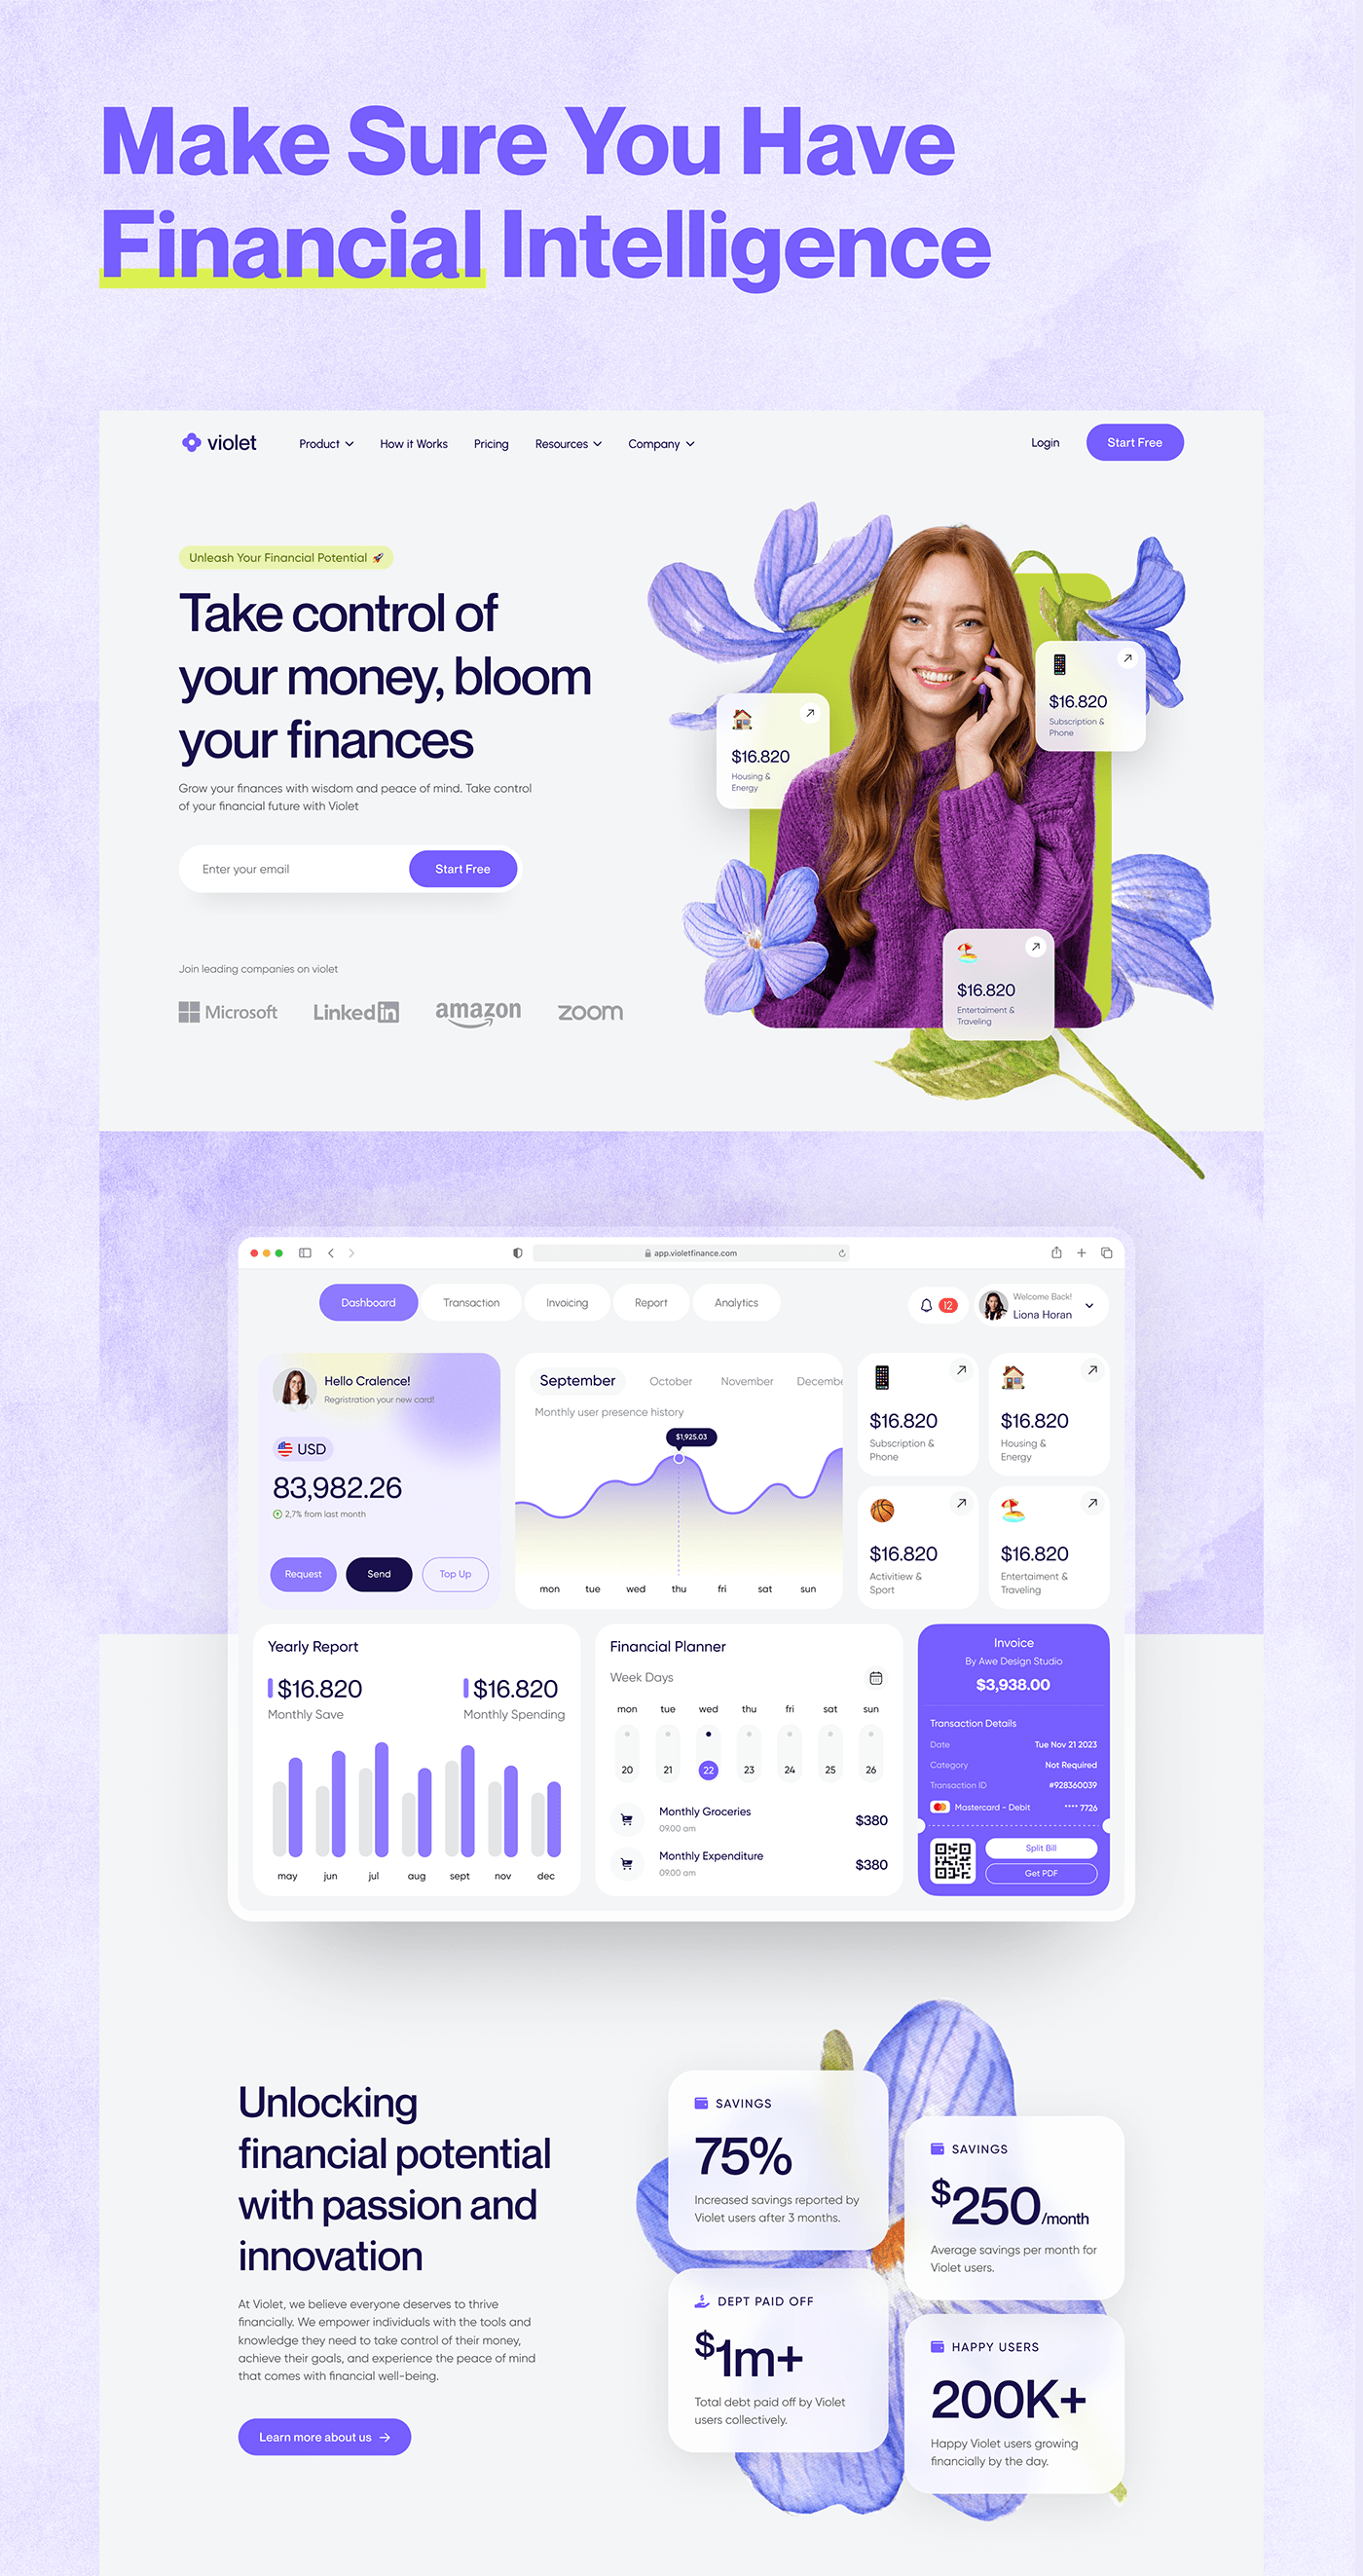 Make Sure You Have
Financial Intelligence
violet
Product
How it Works
Pricing
Resources
Company
Login
Start Free
Unleash Your Financial Potential 🚀
Take control of
your money, bloom
your finances
Grow your finances with wisdom and peace of mind. Take control
of your financial future with Violet
Enter your email
Start Free
Join leading companies on violet
Microsoft
Linkedin
amazon
zoom
$16.820
Subscription &
Phone
$16.820
Housing &
Energy
$16.820
Entertaiment &
Traveling
app.violetfinance.com
Dashboard
Transaction
Invoicing
Report
Analytics
12
Welcome Back!
Liona Horan
Hello Cralence!
Regristration your new card!
USD
83,982.26
2,7% from last month
Request
Send
Top Up
September
October
November
Decembe
Monthly user presence history
$1,925.03
mon tue wed thu fri sat sun
$16.820
Subscription &
Phone
$16.820
Housing &
Energy
$16.820
Activitiew &
Sport
$16.820
Entertaiment &
Traveling
Yearly Report
$16.820
Monthly Save
$16.820
Monthly Spending
may jun jul aug sept nov dec
Financial Planner
Week Days
mon tue wed thu fri sat sun
20 21 22 23 24 25 26
Monthly Groceries
09.00 am
$380
Monthly Expenditure
09.00 am
$380
Invoice
By Awe Design Studio
$3,938.00
Transaction Details
Date Tue Nov 21 2023
Category Not Required
Transaction ID #928360039
Mastercard - Debit **** 7726
Split Bill
Get PDF
Unlocking
financial potential
with passion and
innovation
At Violet, we believe everyone deserves to thrive
financially. We empower individuals with the tools and
knowledge they need to take control of their money,
achieve their goals, and experience the peace of mind
that comes with financial well-being.
Learn more about us →
SAVINGS
75%
Increased savings reported by
Violet users after 3 months.
SAVINGS
$250/month
Average savings per month for
Violet users.
DEPT PAID OFF
$1m+
Total debt paid off by Violet
users collectively.
HAPPY USERS
200K+
Happy Violet users growing
financially by the day.